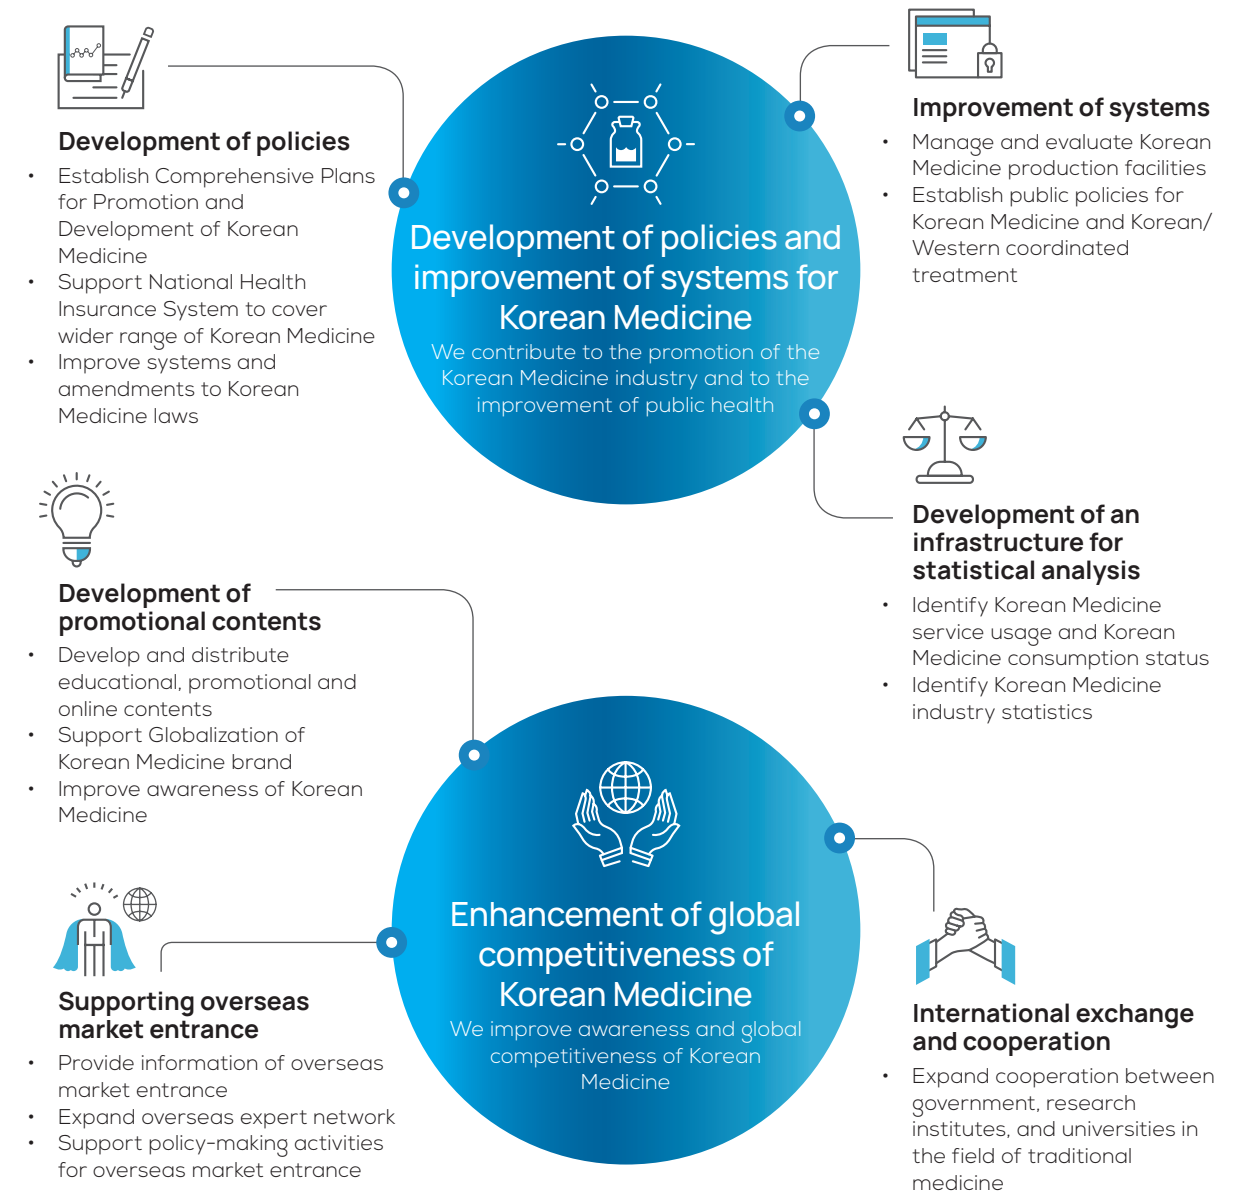 Development of policies
• Establish Comprehensive Plans
for Promotion and
Development of Korean
Medicine
• Support National Health
Insurance System to cover
wider range of Korean Medicine
• Improve systems and
amendments to Korean
Medicine laws
Development of policies and
improvement of systems for
Korean Medicine
We contribute to the promotion of the
Korean Medicine industry and to the
improvement of public health
Improvement of systems
• Manage and evaluate Korean
Medicine production facilities
• Establish public policies for
Korean Medicine and Korean/
Western coordinated
treatment
Development of an
infrastructure for
statistical analysis
• Identify Korean Medicine
service usage and Korean
Medicine consumption status
• Identify Korean Medicine
industry statistics
Development of
promotional contents
• Develop and distribute
educational, promotional and
online contents
• Support Globalization of
Korean Medicine brand
• Improve awareness of Korean
Medicine
Enhancement of global
competitiveness of
Korean Medicine
We improve awareness and global
competitiveness of Korean
Medicine
Supporting overseas
market entrance
• Provide information of overseas
market entrance
• Expand overseas expert network
• Support policy-making activities
for overseas market entrance
International exchange
and cooperation
• Expand cooperation between
government, research
institutes, and universities in
the field of traditional
medicine